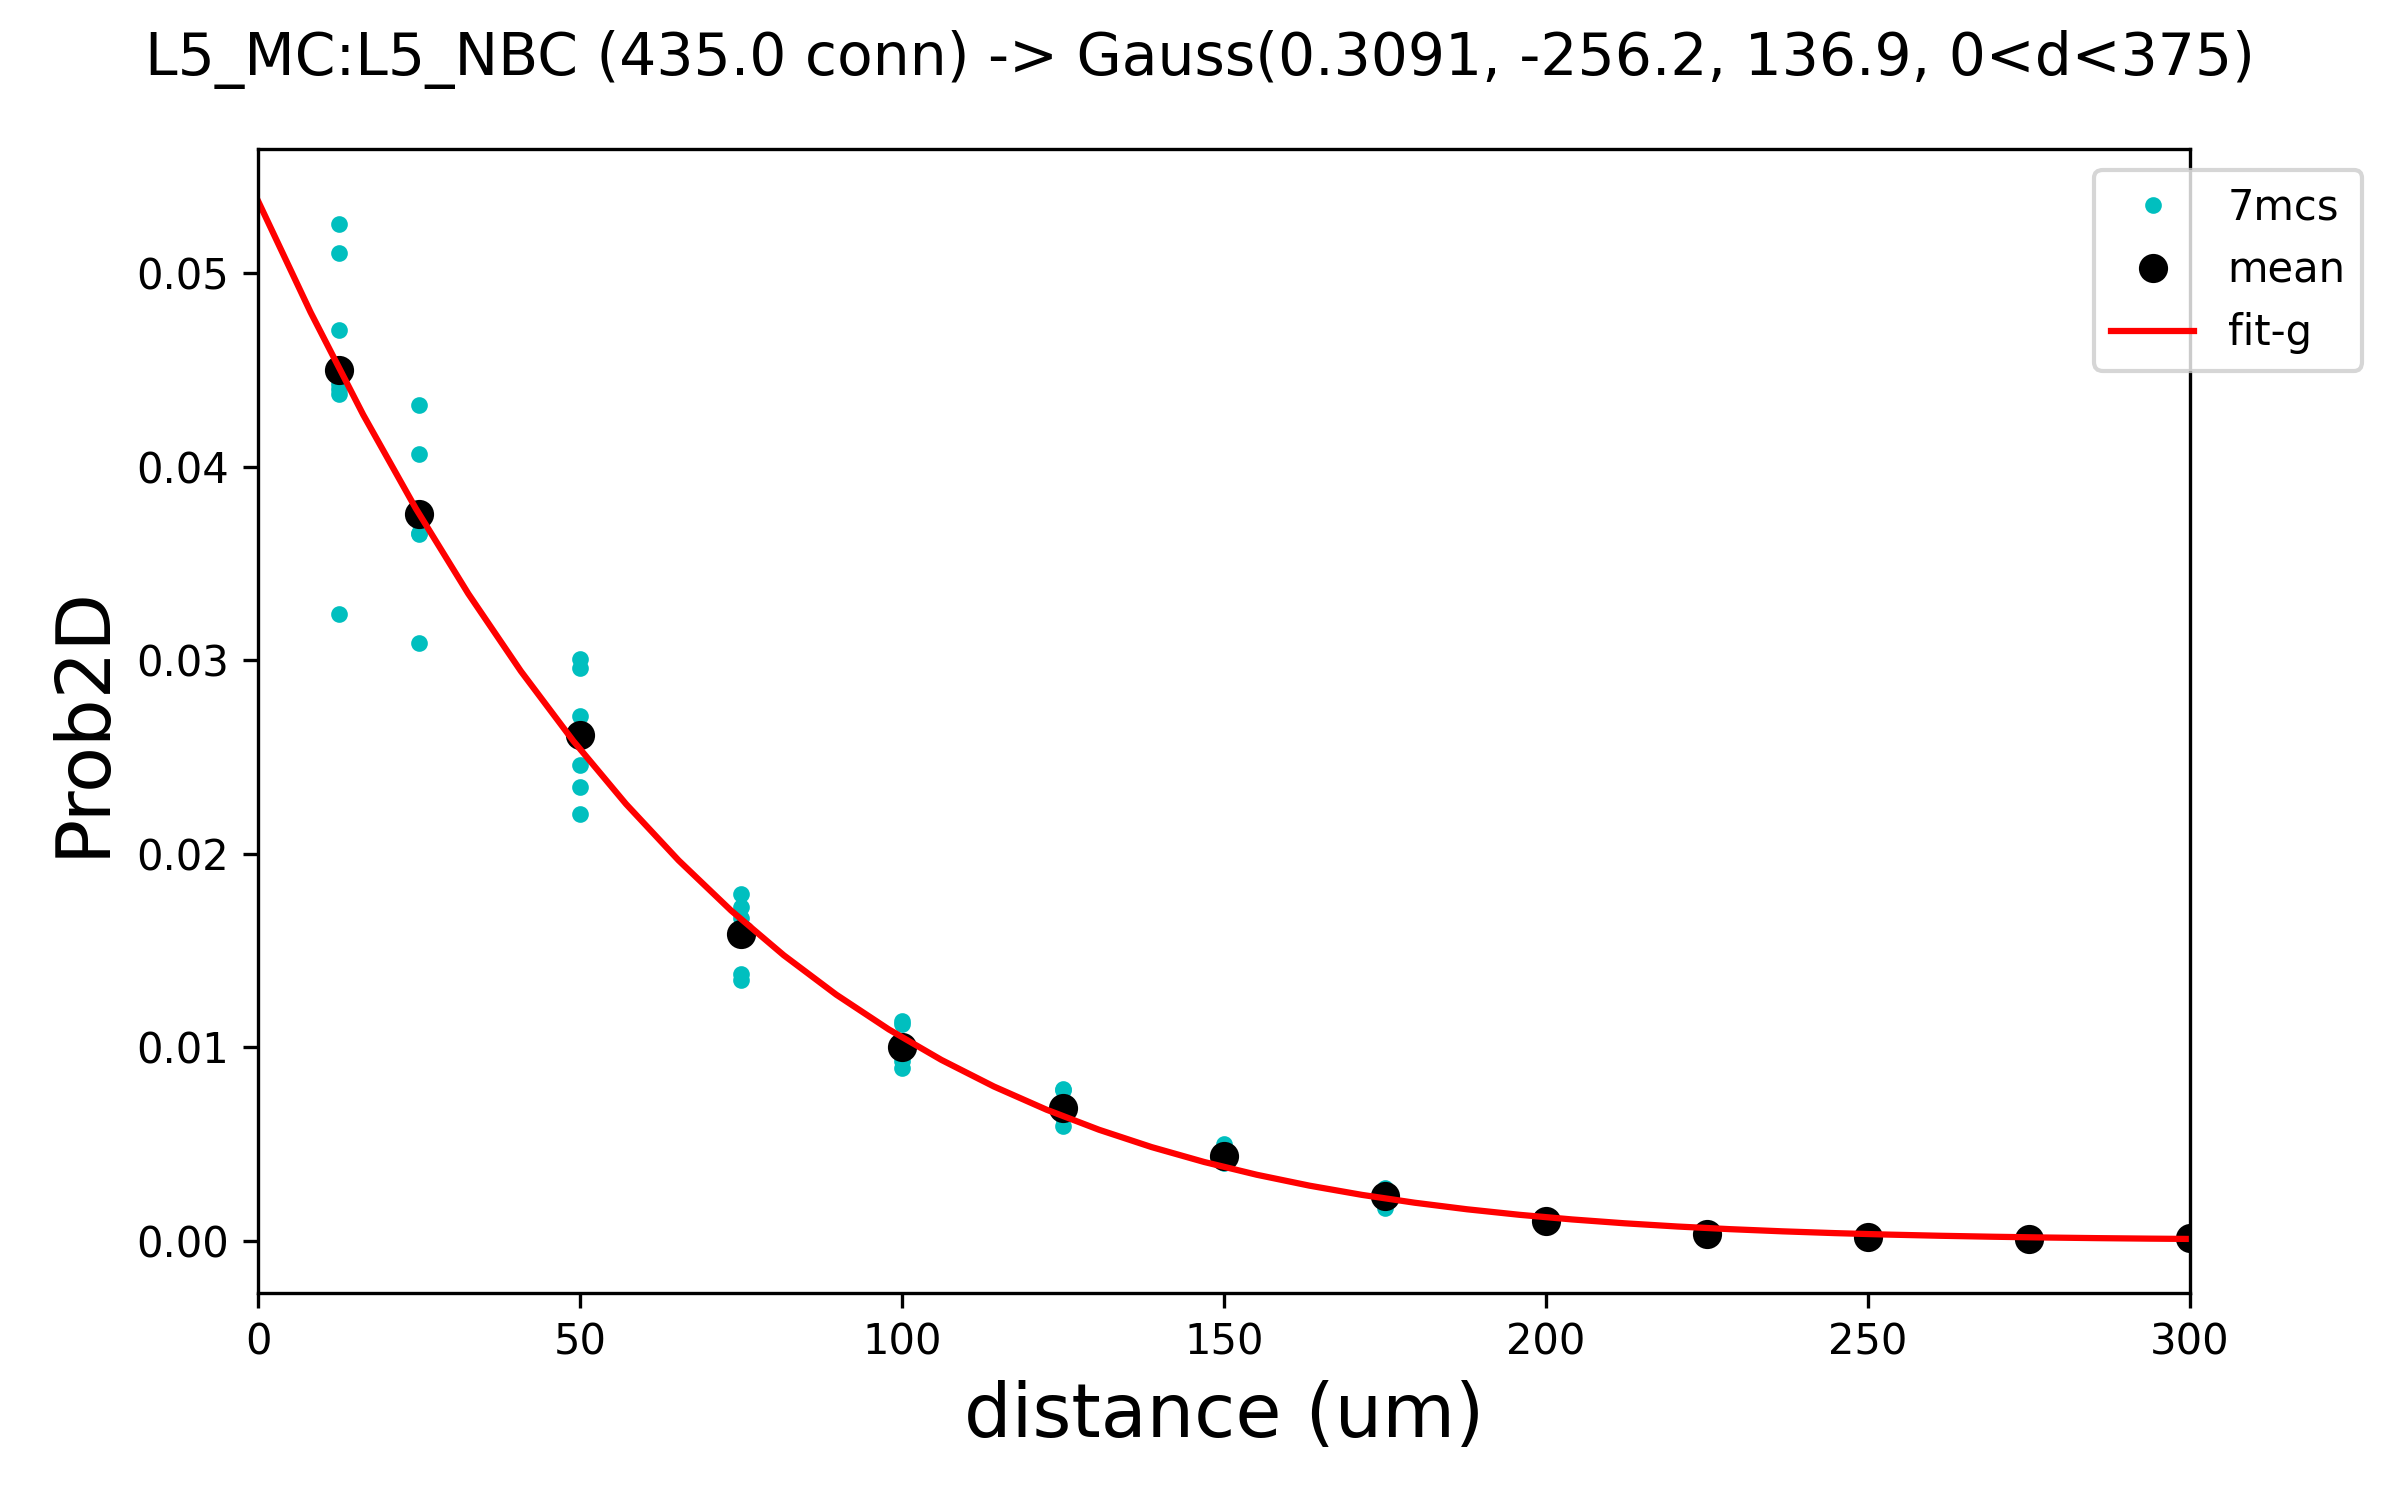 L5_MC:L5_NBC (435.0 conn) -> Gauss(0.3091, -256.2, 136.9, 0<d<375)
7mcs
mean
fit-g
Prob2D
0.05
0.04
0.03
0.02
0.01
0.00
0 50 100 150 200 250 300
distance (um)